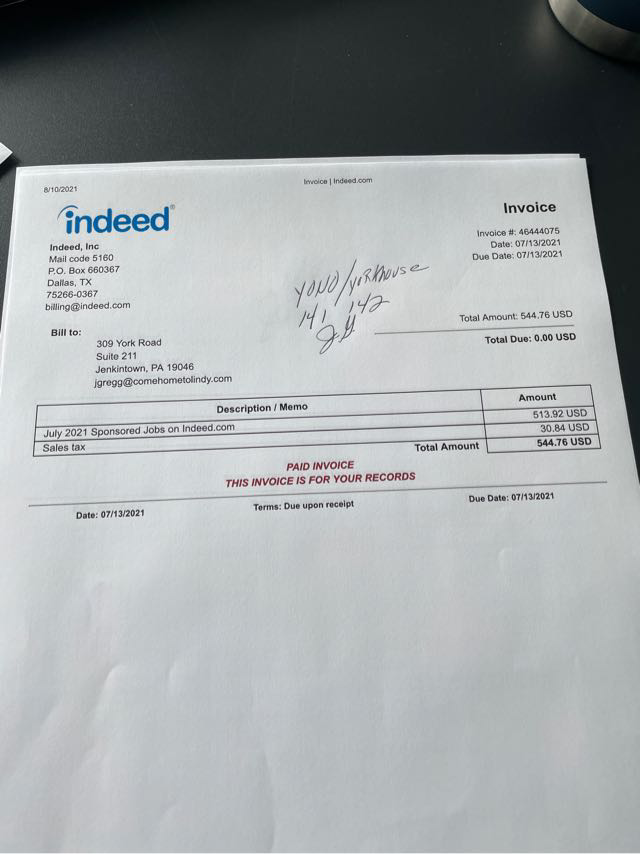 8/10/2021
Invoice | Indeed.com
indeed®
Invoice
Indeed, Inc
Mail code 5160
P.O. Box 660367
Dallas, TX
75266-0367
billing@indeed.com
Invoice #: 46444075
Date: 07/13/2021
Due Date: 07/13/2021
YONO/yorkhouse
141 142
JG
Total Amount: 544.76 USD
Total Due: 0.00 USD
Bill to:
309 York Road
Suite 211
Jenkintown, PA 19046
jgregg@comehometolindy.com
Description / Memo Amount
July 2021 Sponsored Jobs on Indeed.com 513.92 USD
Sales tax 30.84 USD
Total Amount 544.76 USD
PAID INVOICE
THIS INVOICE IS FOR YOUR RECORDS
Date: 07/13/2021 Terms: Due upon receipt Due Date: 07/13/2021